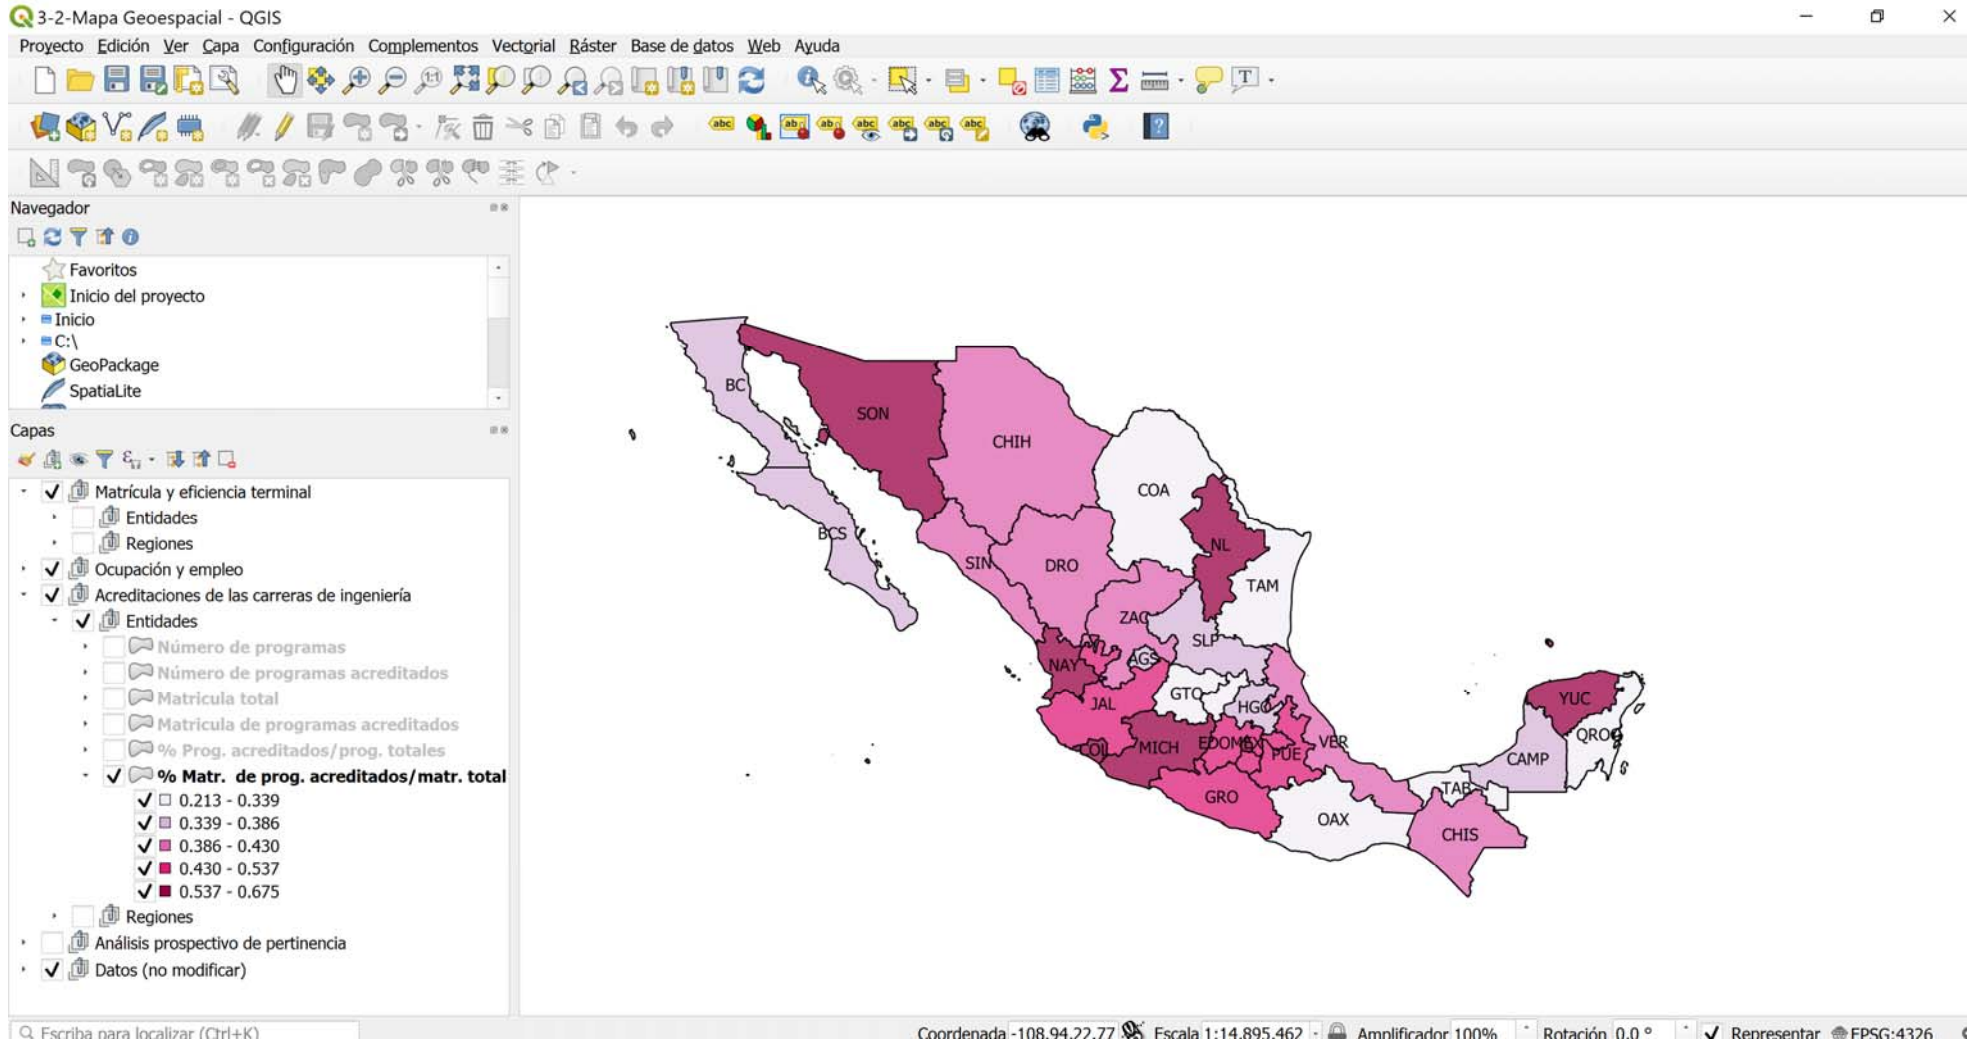 3-2-Mapa Geoespacial - QGIS
Proyecto Edición Ver Capa Configuración Complementos Vectorial Ráster Base de datos Web Ayuda
Navegador
Favoritos
Inicio del proyecto
Inicio
C:\
GeoPackage
SpatiaLite
Capas
Matrícula y eficiencia terminal
Entidades
Regiones
Ocupación y empleo
Acreditaciones de las carreras de ingeniería
Entidades
Número de programas
Número de programas acreditados
Matricula total
Matricula de programas acreditados
% Prog. acreditados/prog. totales
% Matr. de prog. acreditados/matr. total
0.213 - 0.339
0.339 - 0.386
0.386 - 0.430
0.430 - 0.537
0.537 - 0.675
Regiones
Análisis prospectivo de pertinencia
Datos (no modificar)
BC
SON
CHIH
COA
BCS
SIN
DRO
NL
TAM
ZAC
SLP
NAY
AGS
JAL
GTO
HGO
YUC
COL
MICH
EDOMEX
PUE
VER
QROO
CAMP
GRO
TAB
OAX
CHIS
Escriba para localizar (Ctrl+K)
Coordenada -108.94,22.77 Escala 1:14.895.462 Amplificador 100% Rotación 0,0 ° Representar EPSG:4326